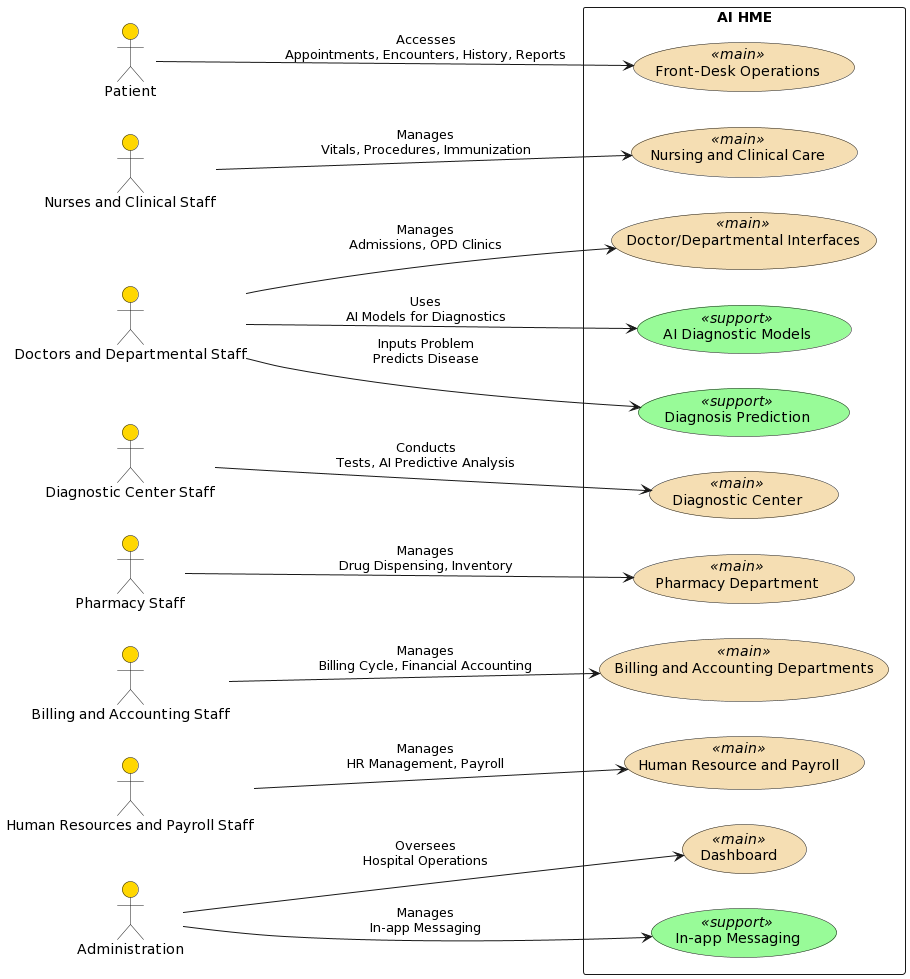 AI HME
Patient
Accesses
Appointments, Encounters, History, Reports
«main»
Front-Desk Operations
Nurses and Clinical Staff
Manages
Vitals, Procedures, Immunization
«main»
Nursing and Clinical Care
Doctors and Departmental Staff
Manages
Admissions, OPD Clinics
«main»
Doctor/Departmental Interfaces
Uses
AI Models for Diagnostics
«support»
AI Diagnostic Models
Inputs Problem
Predicts Disease
«support»
Diagnosis Prediction
Diagnostic Center Staff
Conducts
Tests, AI Predictive Analysis
«main»
Diagnostic Center
Pharmacy Staff
Manages
Drug Dispensing, Inventory
«main»
Pharmacy Department
Billing and Accounting Staff
Manages
Billing Cycle, Financial Accounting
«main»
Billing and Accounting Departments
Human Resources and Payroll Staff
Manages
HR Management, Payroll
«main»
Human Resource and Payroll
Administration
Oversees
Hospital Operations
«main»
Dashboard
Manages
In-app Messaging
«support»
In-app Messaging